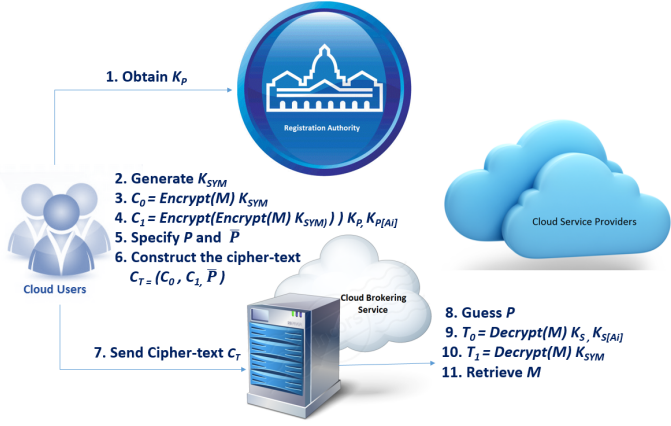 1. Obtain K_P
Registration Authority
2. Generate K_SYM
3. C_0 = Encrypt(M) K_SYM
4. C_1 = Encrypt(Encrypt(M) K_SYM) ) ) K_P, K_P[Ai]
5. Specify P and P̅
6. Construct the cipher-text
C_T = (C_0 , C_1, P̅ )
Cloud Users
Cloud Service Providers
Cloud Brokering
Service
7. Send Cipher-text C_T
8. Guess P
9. T_0 = Decrypt(M) K_S , K_S[Ai]
10. T_1 = Decrypt(M) K_SYM
11. Retrieve M